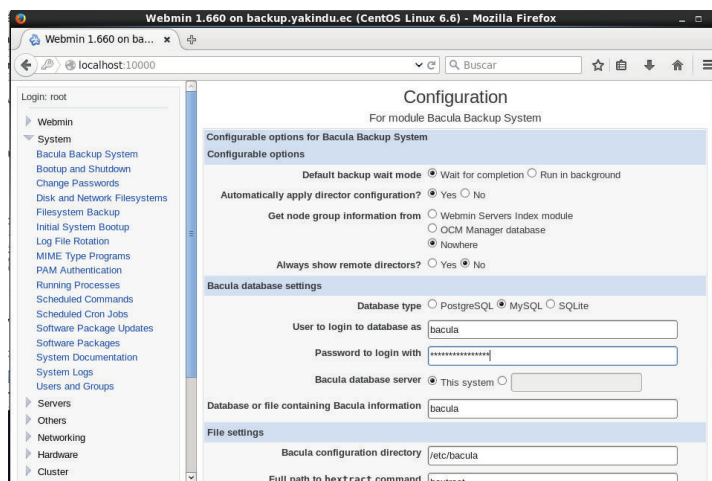 Webmin 1.660 on backup.yakindu.ec (CentOS Linux 6.6) - Mozilla Firefox
Webmin 1.660 on ba...
localhost:10000
Buscar
Login: root
Webmin
System
Bacula Backup System
Bootup and Shutdown
Change Passwords
Disk and Network Filesystems
Filesystem Backup
Initial System Bootup
Log File Rotation
MIME Type Programs
PAM Authentication
Running Processes
Scheduled Commands
Scheduled Cron Jobs
Software Package Updates
Software Packages
System Documentation
System Logs
Users and Groups
Servers
Others
Networking
Hardware
Cluster
Configuration
For module Bacula Backup System
Configurable options for Bacula Backup System
Configurable options
Default backup wait mode Wait for completion Run in background
Automatically apply director configuration? Yes No
Get node group information from Webmin Servers Index module
OCM Manager database
Nowhere
Always show remote directors? Yes No
Bacula database settings
Database type PostgreSQL MySQL SQLite
User to login to database as bacula
Password to login with ****************
Bacula database server This system
Database or file containing Bacula information bacula
File settings
Bacula configuration directory /etc/bacula
Full path to bextract command bextract